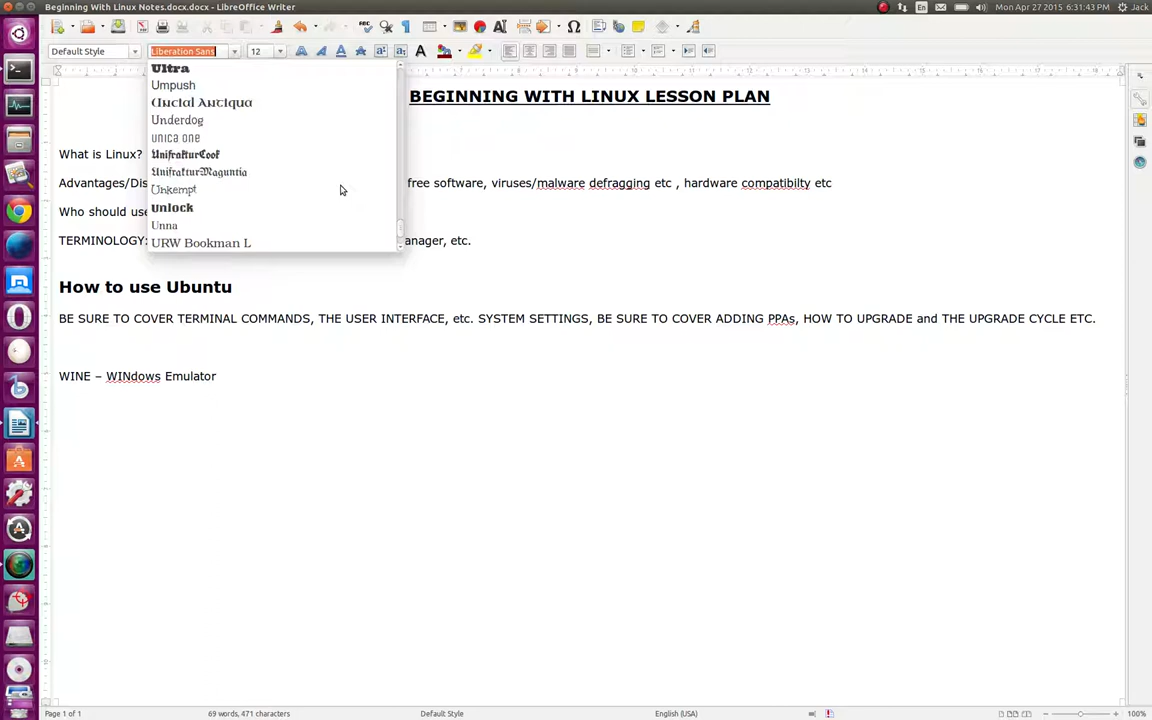 Beginning With Linux Notes.docx.docx - LibreOffice Writer
En
Mon Apr 27 2015 6:31:43 PM
Jack
Default Style
Liberation Sans
12
Ultra
Umpush
Uncial Antiqua
Underdog
Unica One
UnifrakturCook
UnifrakturMaguntia
Unkempt
Unlock
Unna
URW Bookman L
BEGINNING WITH LINUX LESSON PLAN
What is Linux?
Advantages/Dis free software, viruses/malware defragging etc , hardware compatibilty etc
Who should use
TERMINOLOGY: anager, etc.
How to use Ubuntu
BE SURE TO COVER TERMINAL COMMANDS, THE USER INTERFACE, etc. SYSTEM SETTINGS, BE SURE TO COVER ADDING PPAs, HOW TO UPGRADE and THE UPGRADE CYCLE ETC.
WINE – WINdows Emulator
Page 1 of 1
69 words, 471 characters
Default Style
English (USA)
100%